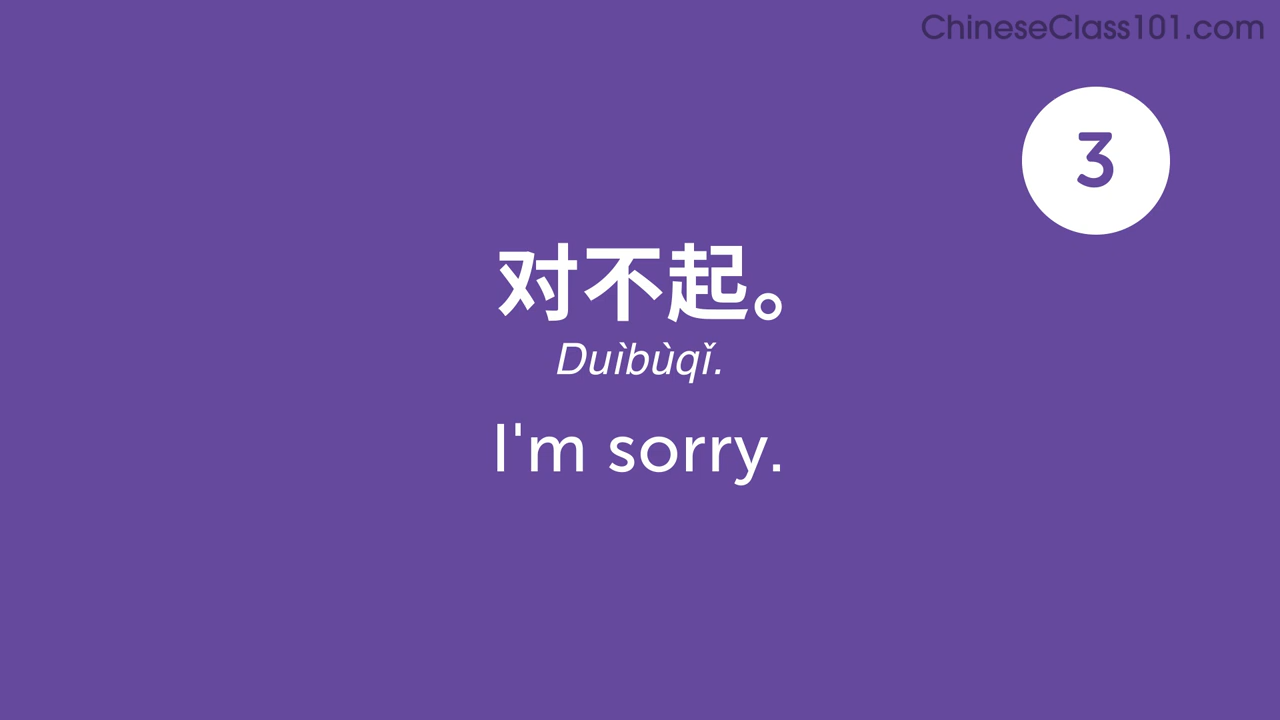 ChineseClass101.com
3
对不起。
Duìbùqǐ.
I'm sorry.